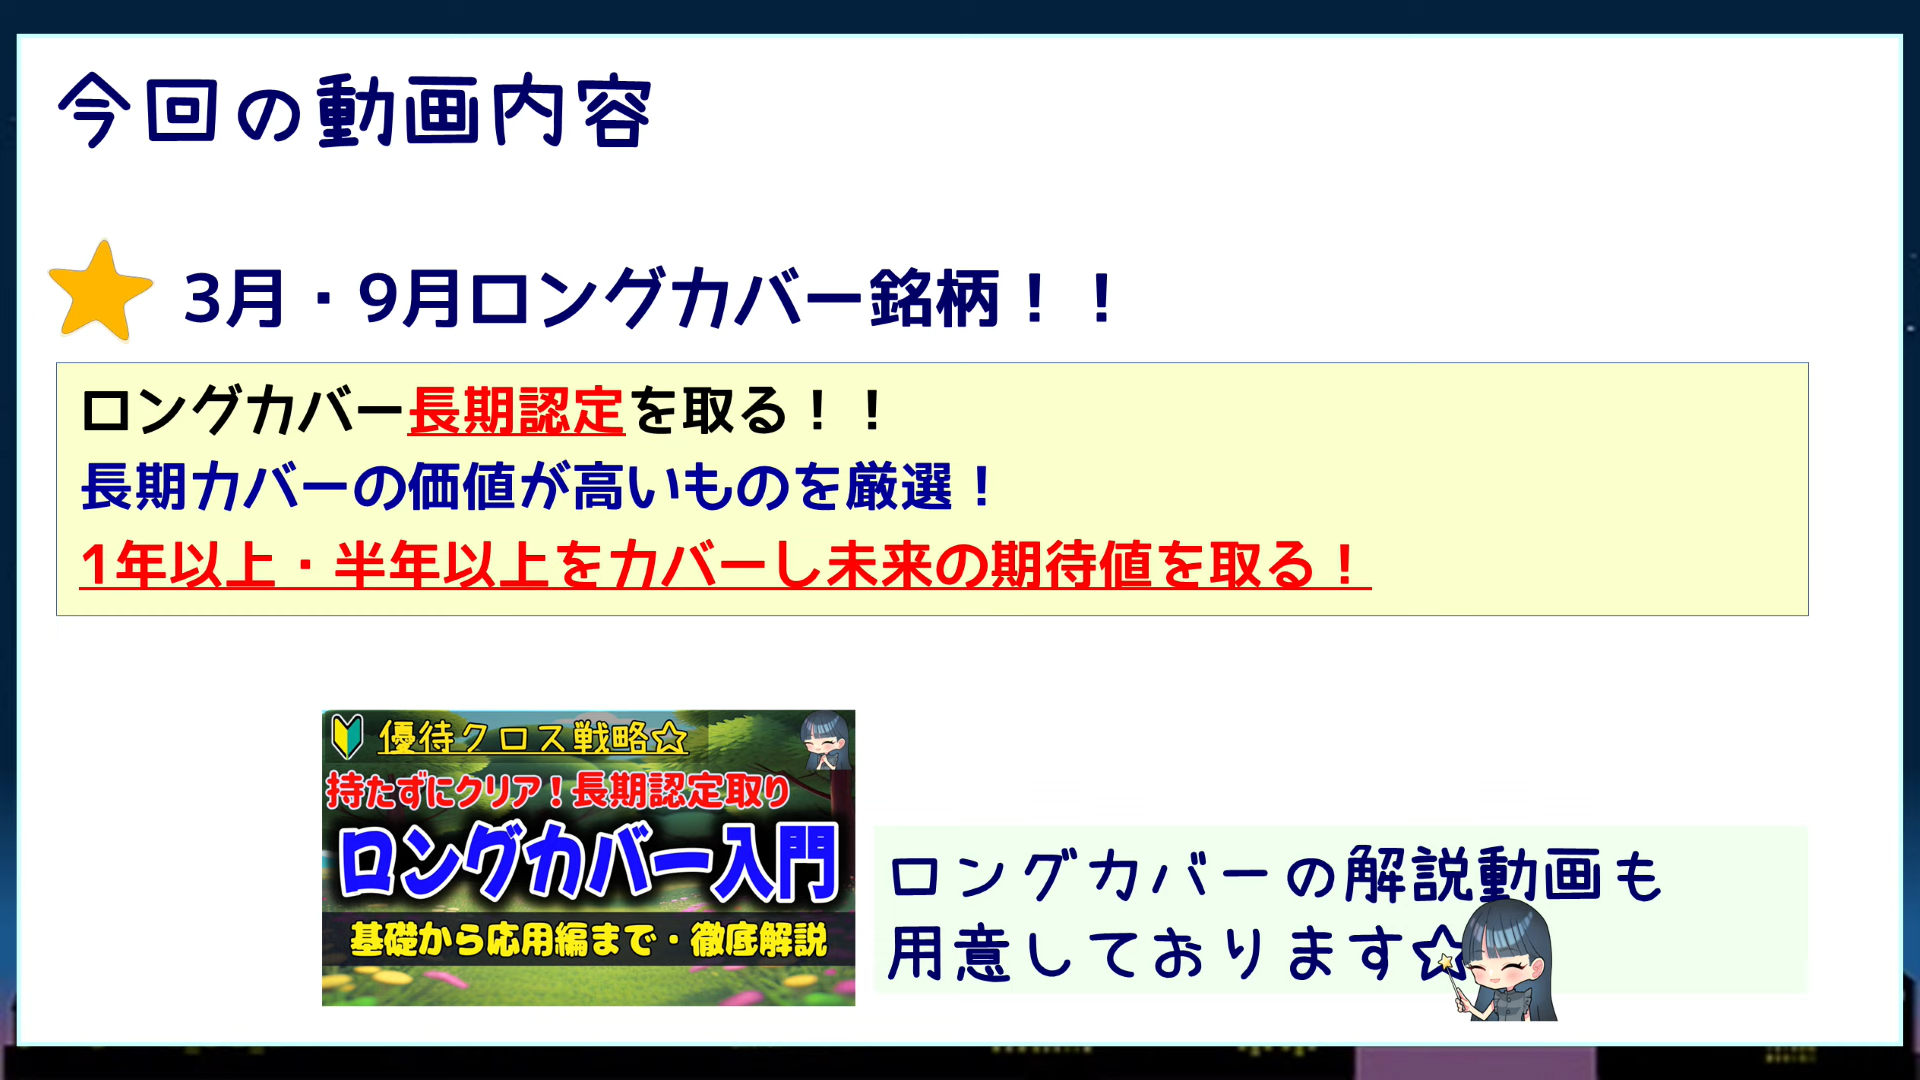 今回の動画内容
3月・9月ロングカバー銘柄！！
ロングカバー長期認定を取る！！
長期カバーの価値が高いものを厳選！
1年以上・半年以上をカバーし未来の期待値を取る！
優待クロス戦略☆
持たずにクリア！長期認定取り
ロングカバー入門
基礎から応用編まで・徹底解説
ロングカバーの解説動画も
用意しております☆